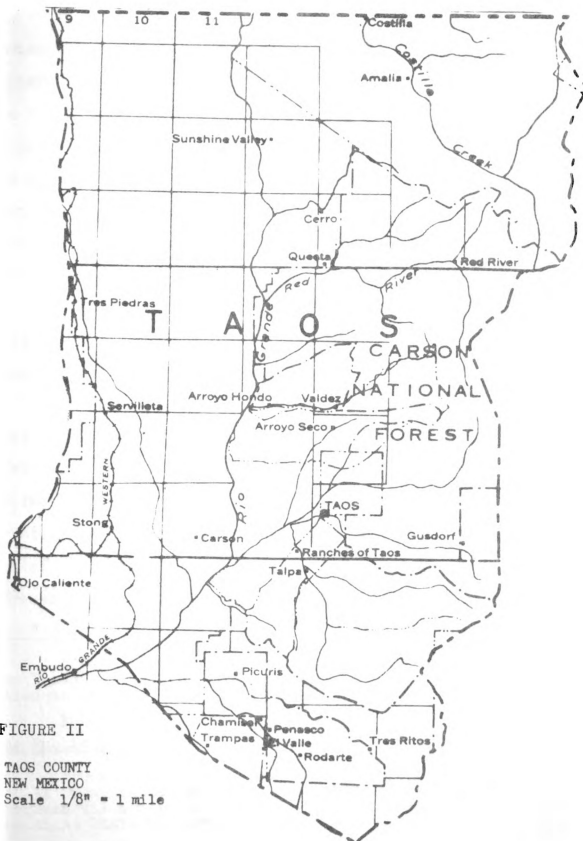 9 10 11
Costilla
Costilla
Amalia
Creek
Sunshine Valley
Cerro
Questa
Red River
Red River
Tres Piedras
TAOS
Grande
CARSON
Arroyo Hondo
Valdez
NATIONAL
Servilleta
Arroyo Seco
FOREST
WESTERN
Rio
TAOS
Stong
Carson
Gusdorf
Ranches of Taos
Ojo Caliente
Talpa
Embudo
RIO GRANDE
Picuris
Chamisal
Penasco
Trampas
El Valle
Tres Ritos
Rodarte
FIGURE II
TAOS COUNTY
NEW MEXICO
Scale 1/8" = 1 mile